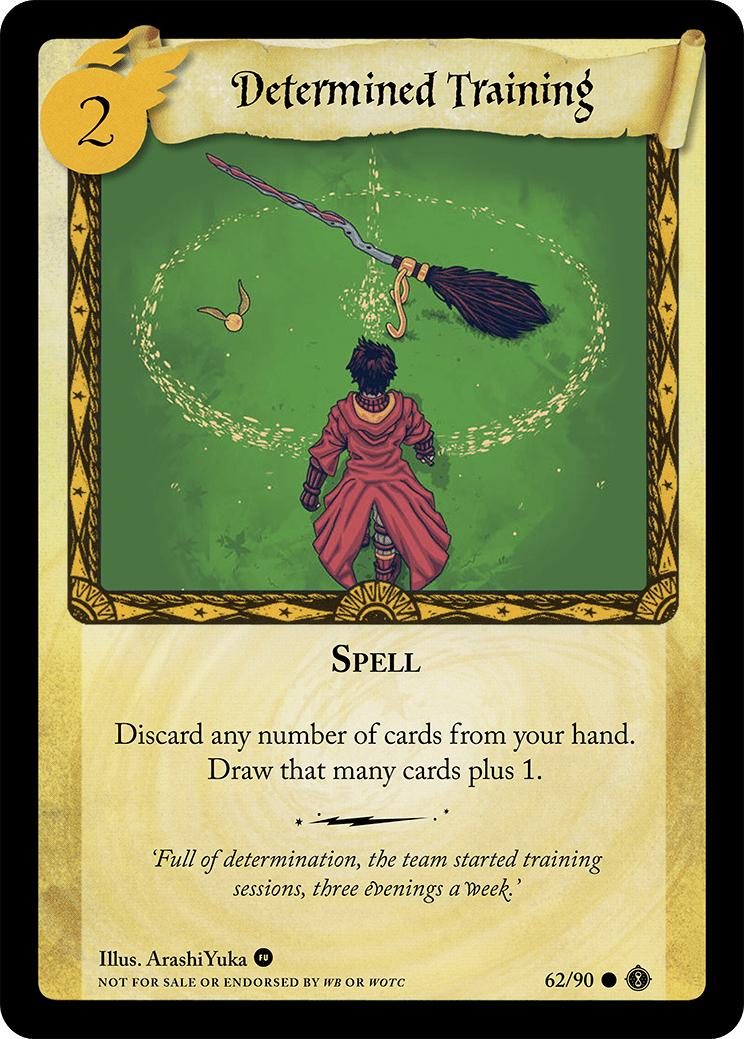 2
Determined Training
Spell
Discard any number of cards from your hand.
Draw that many cards plus 1.
‘Full of determination, the team started training
sessions, three evenings a week.’
Illus. ArashiYuka FU
NOT FOR SALE OR ENDORSED BY WB OR WOTC
62/90